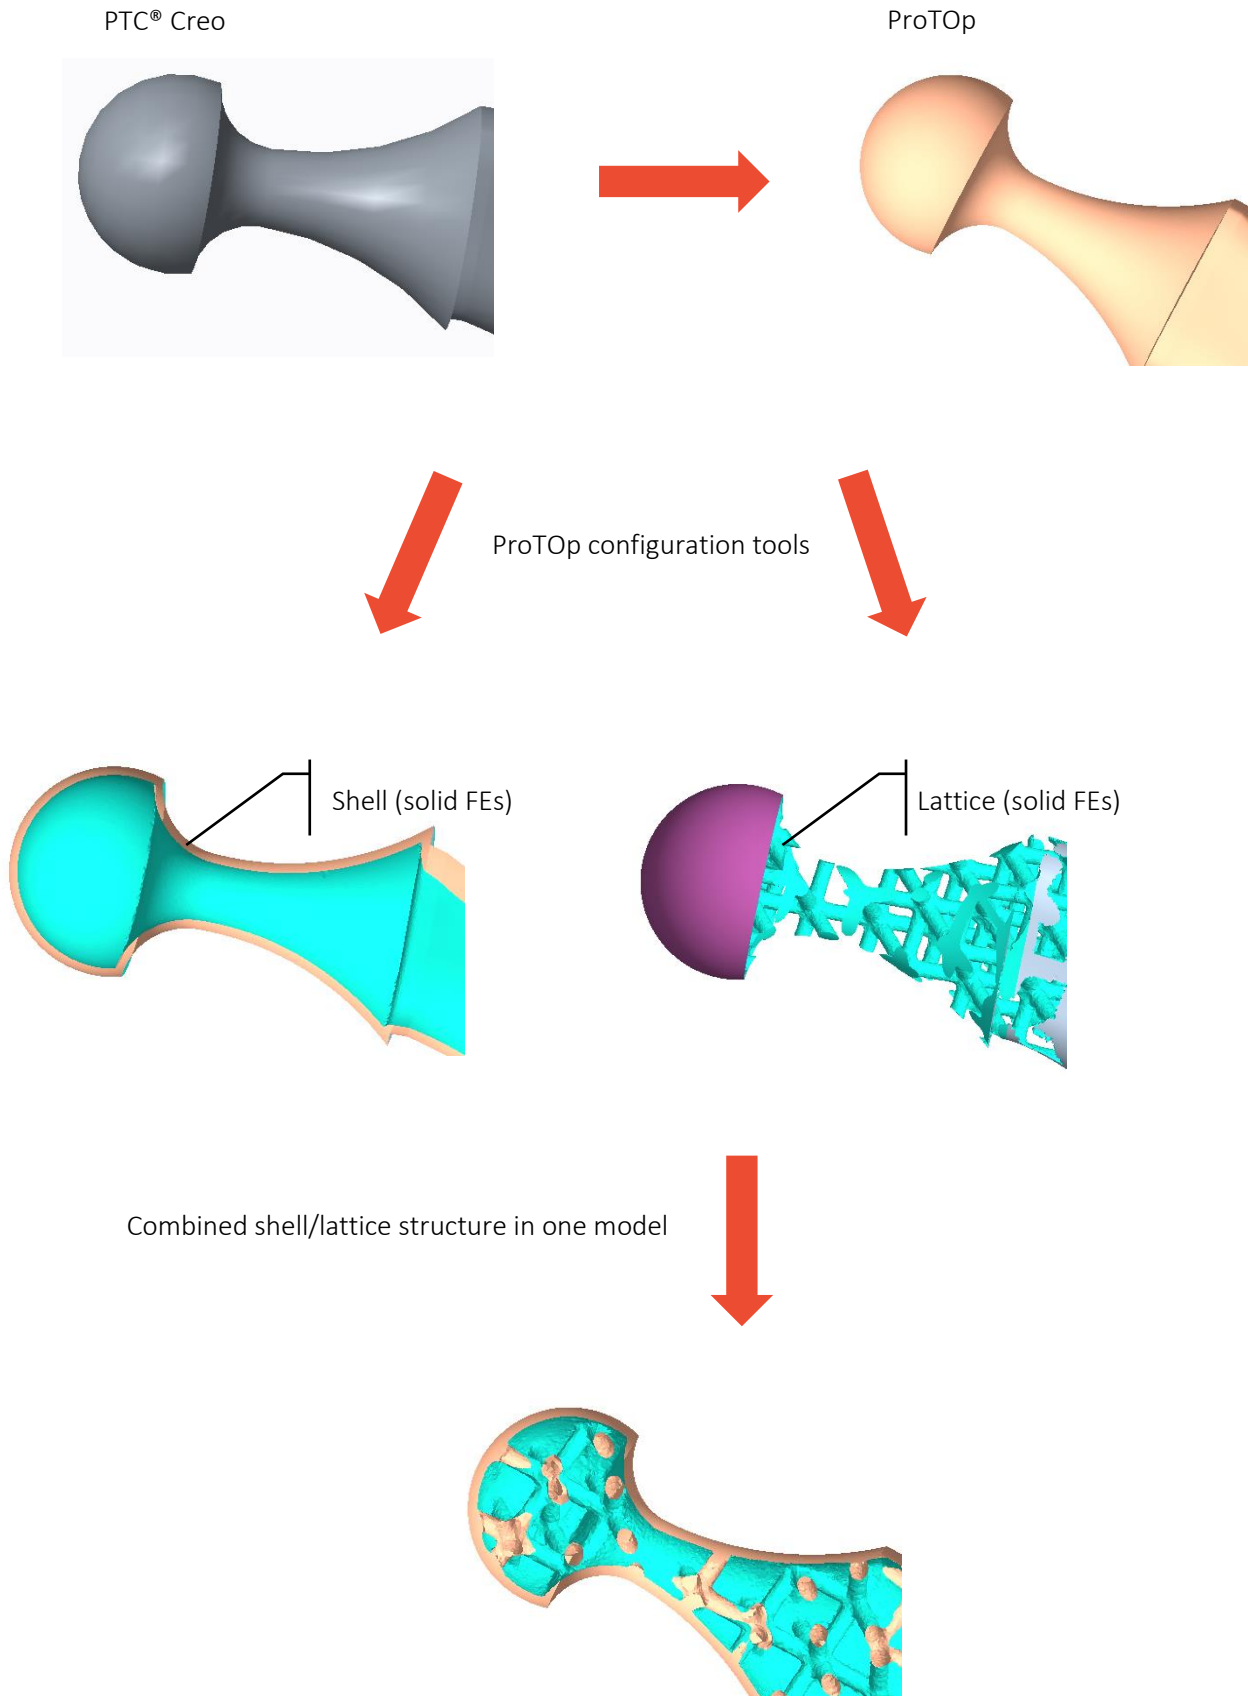 PTC® Creo
ProTOp
ProTOp configuration tools
Shell (solid FEs)
Lattice (solid FEs)
Combined shell/lattice structure in one model